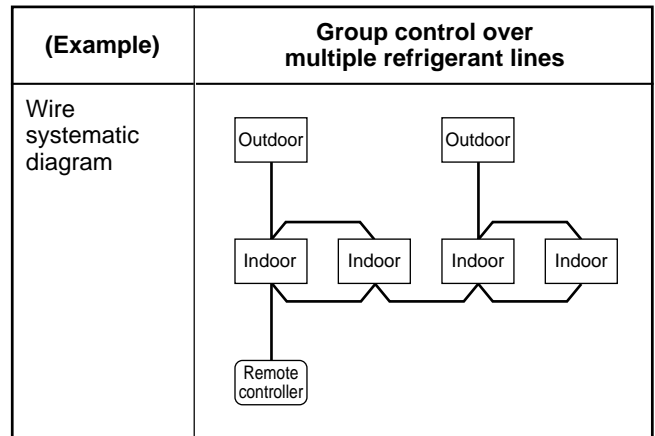 (Example)
Group control over
multiple refrigerant lines
Wire
systematic
diagram
Outdoor
Outdoor
Indoor
Indoor
Indoor
Indoor
Remote
controller